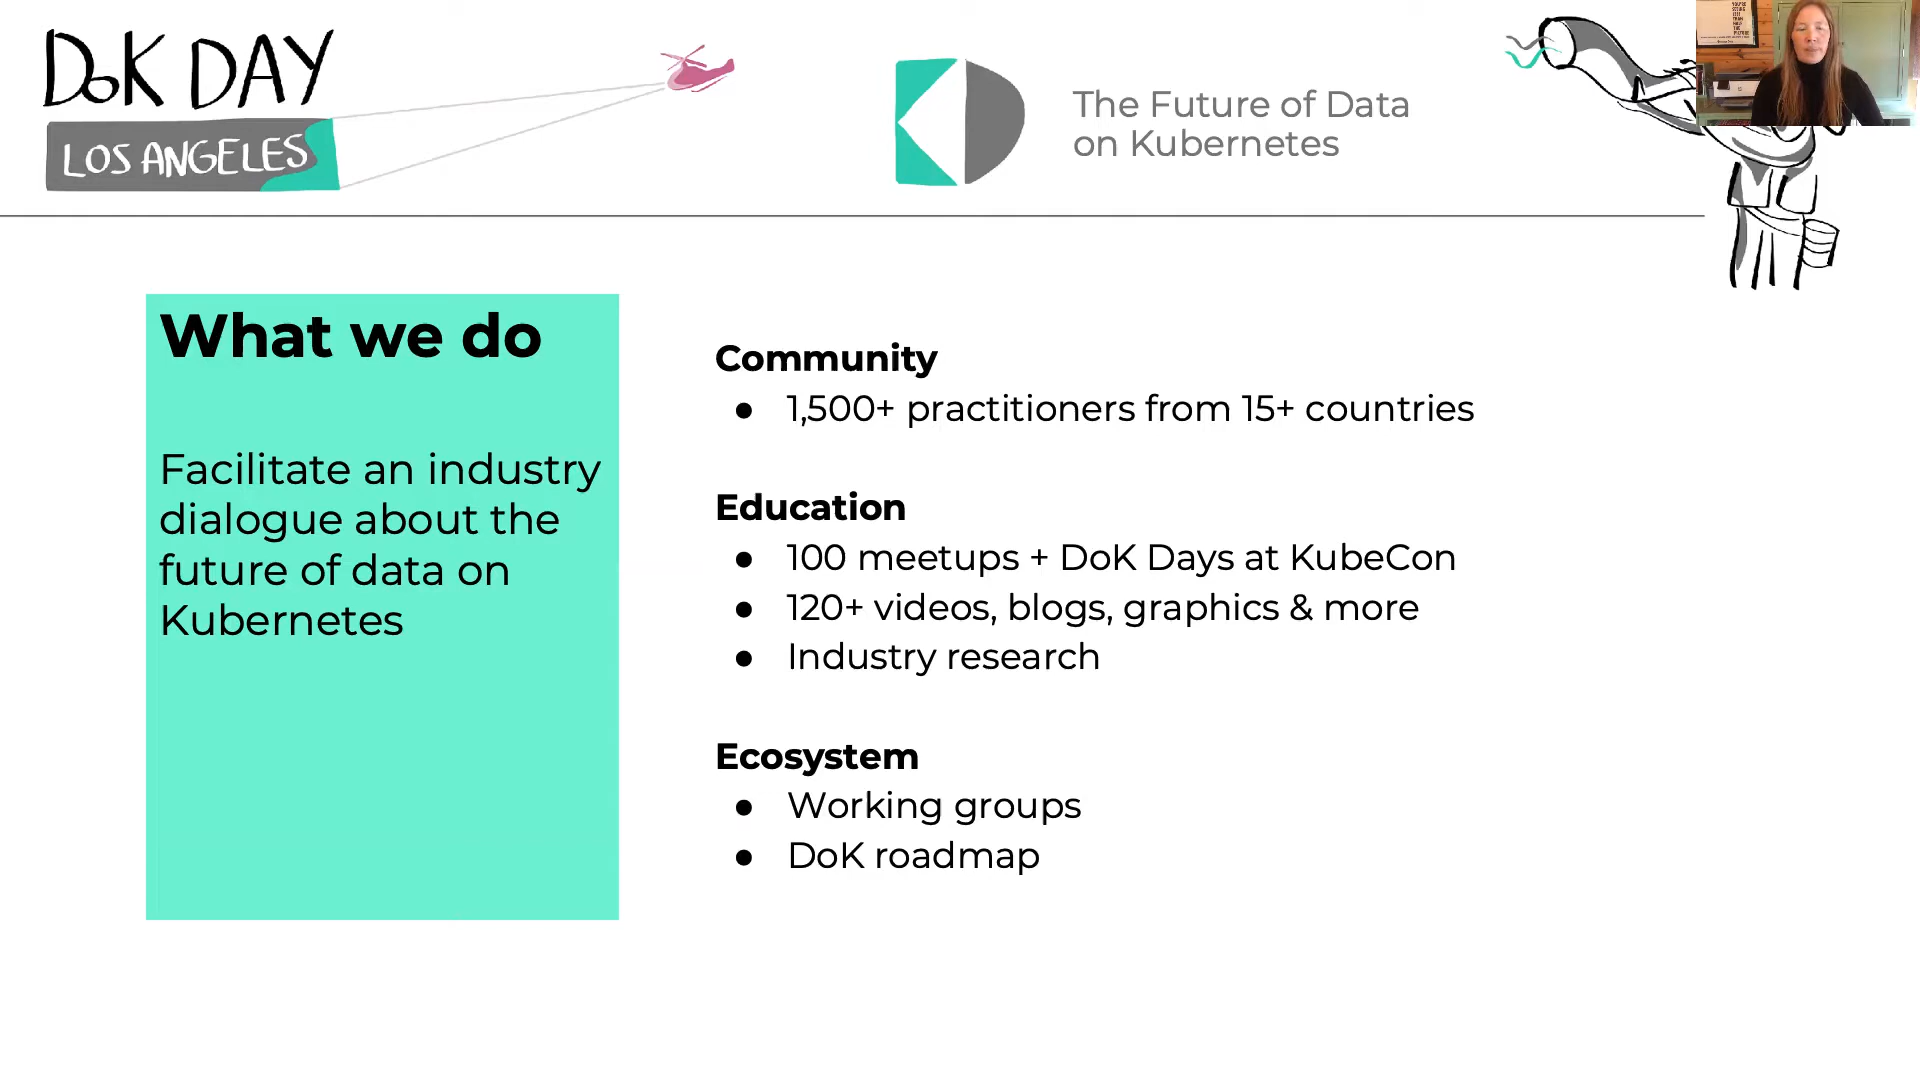 DoK DAY
LOS ANGELES
The Future of Data
on Kubernetes
What we do
Facilitate an industry
dialogue about the
future of data on
Kubernetes
Community
● 1,500+ practitioners from 15+ countries
Education
● 100 meetups + DoK Days at KubeCon
● 120+ videos, blogs, graphics & more
● Industry research
Ecosystem
● Working groups
● DoK roadmap